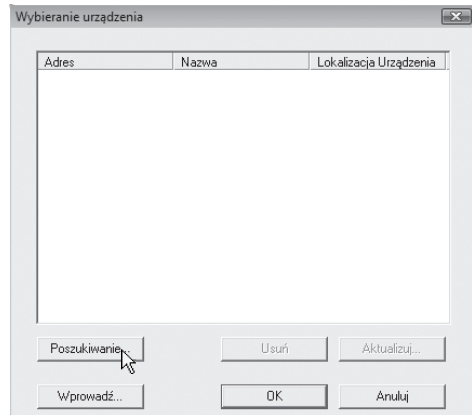 Wybieranie urządzenia
Adres Nazwa Lokalizacja Urządzenia
Poszukiwanie... Usuń Aktualizuj...
Wprowadź... OK Anuluj